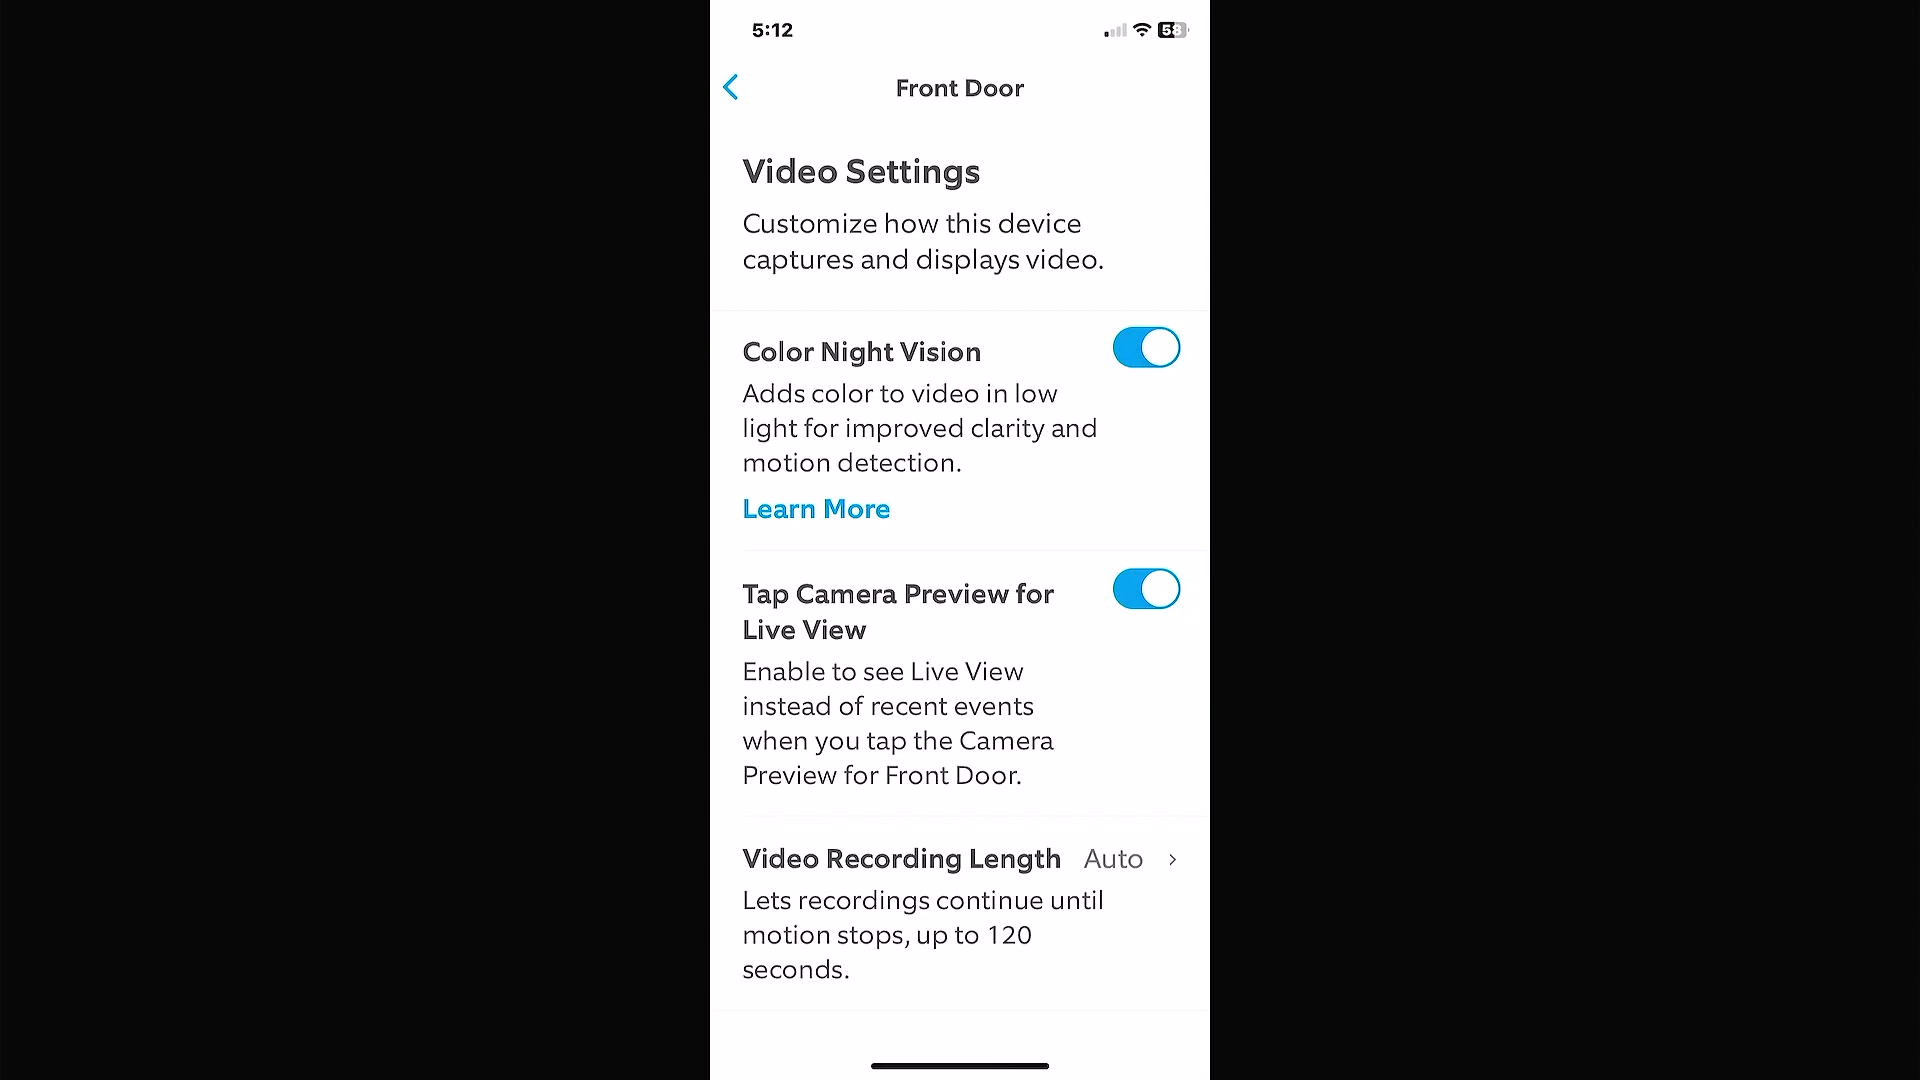 5:12
58
Front Door
Video Settings
Customize how this device
captures and displays video.
Color Night Vision
Adds color to video in low
light for improved clarity and
motion detection.
Learn More
Tap Camera Preview for
Live View
Enable to see Live View
instead of recent events
when you tap the Camera
Preview for Front Door.
Video Recording Length Auto
Lets recordings continue until
motion stops, up to 120
seconds.